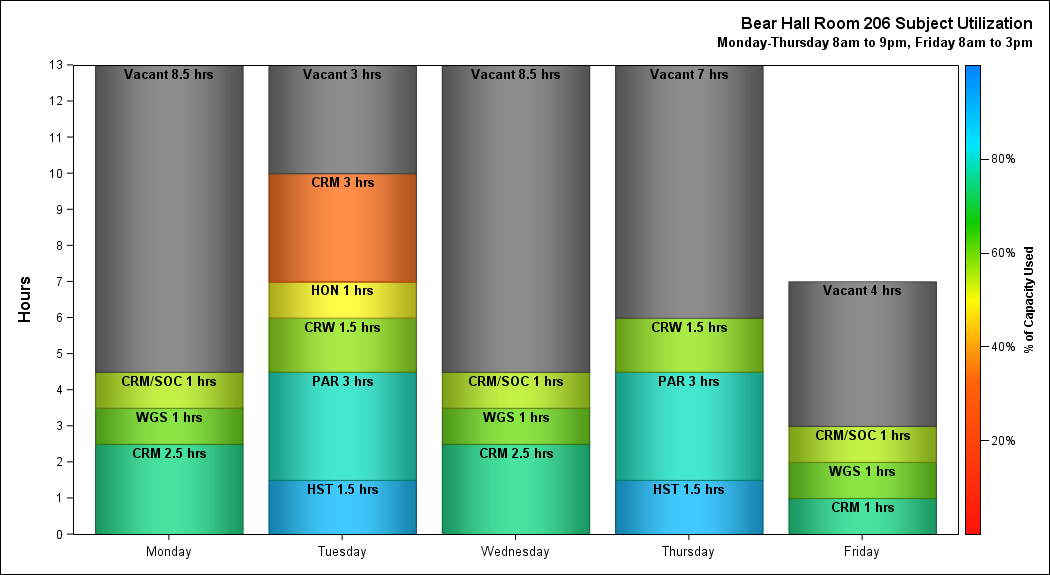 Bear Hall Room 206 Subject Utilization
Monday-Thursday 8am to 9pm, Friday 8am to 3pm
Hours
13
12
11
10
9
8
7
6
5
4
3
2
1
0
Vacant 8.5 hrs
CRM/SOC 1 hrs
WGS 1 hrs
CRM 2.5 hrs
Monday
Vacant 3 hrs
CRM 3 hrs
HON 1 hrs
CRW 1.5 hrs
PAR 3 hrs
HST 1.5 hrs
Tuesday
Vacant 8.5 hrs
CRM/SOC 1 hrs
WGS 1 hrs
CRM 2.5 hrs
Wednesday
Vacant 7 hrs
CRW 1.5 hrs
PAR 3 hrs
HST 1.5 hrs
Thursday
Vacant 4 hrs
CRM/SOC 1 hrs
WGS 1 hrs
CRM 1 hrs
Friday
80%
60%
40%
20%
% of Capacity Used